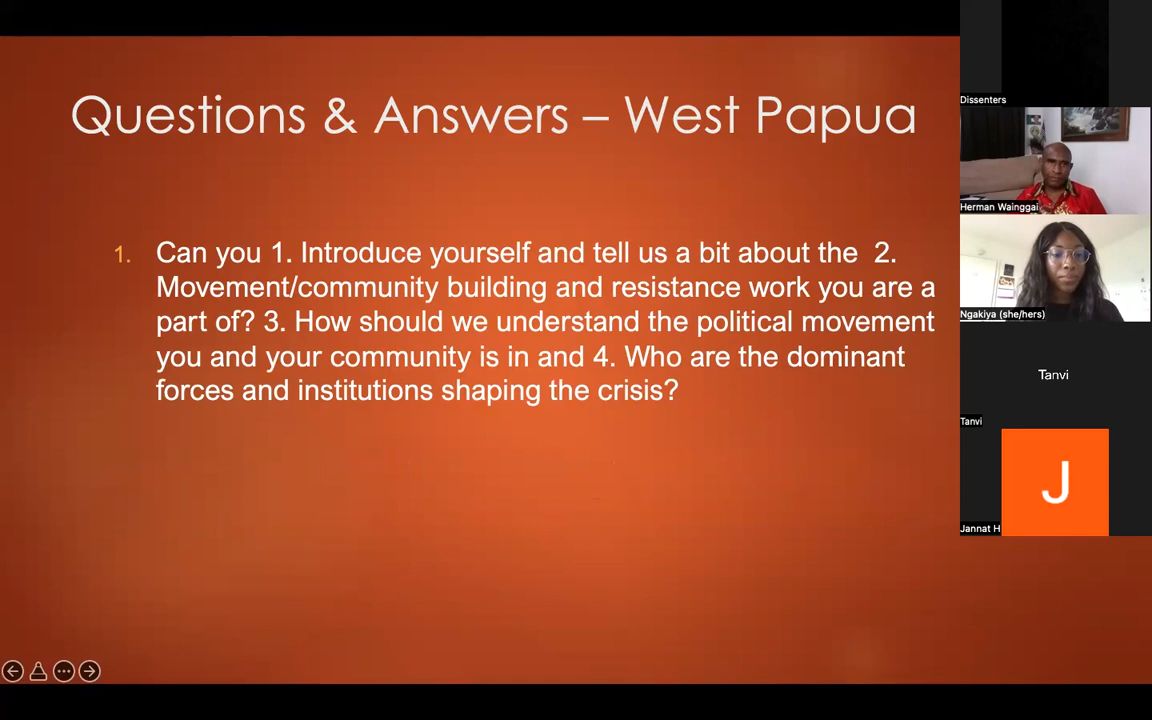 Questions & Answers – West Papua
1. Can you 1. Introduce yourself and tell us a bit about the  2.
Movement/community building and resistance work you are a
part of? 3. How should we understand the political movement
you and your community is in and 4. Who are the dominant
forces and institutions shaping the crisis?
Dissenters
Herman Wainggai
Ngakiya (she/hers)
Tanvi
Tanvi
J
Jannat H